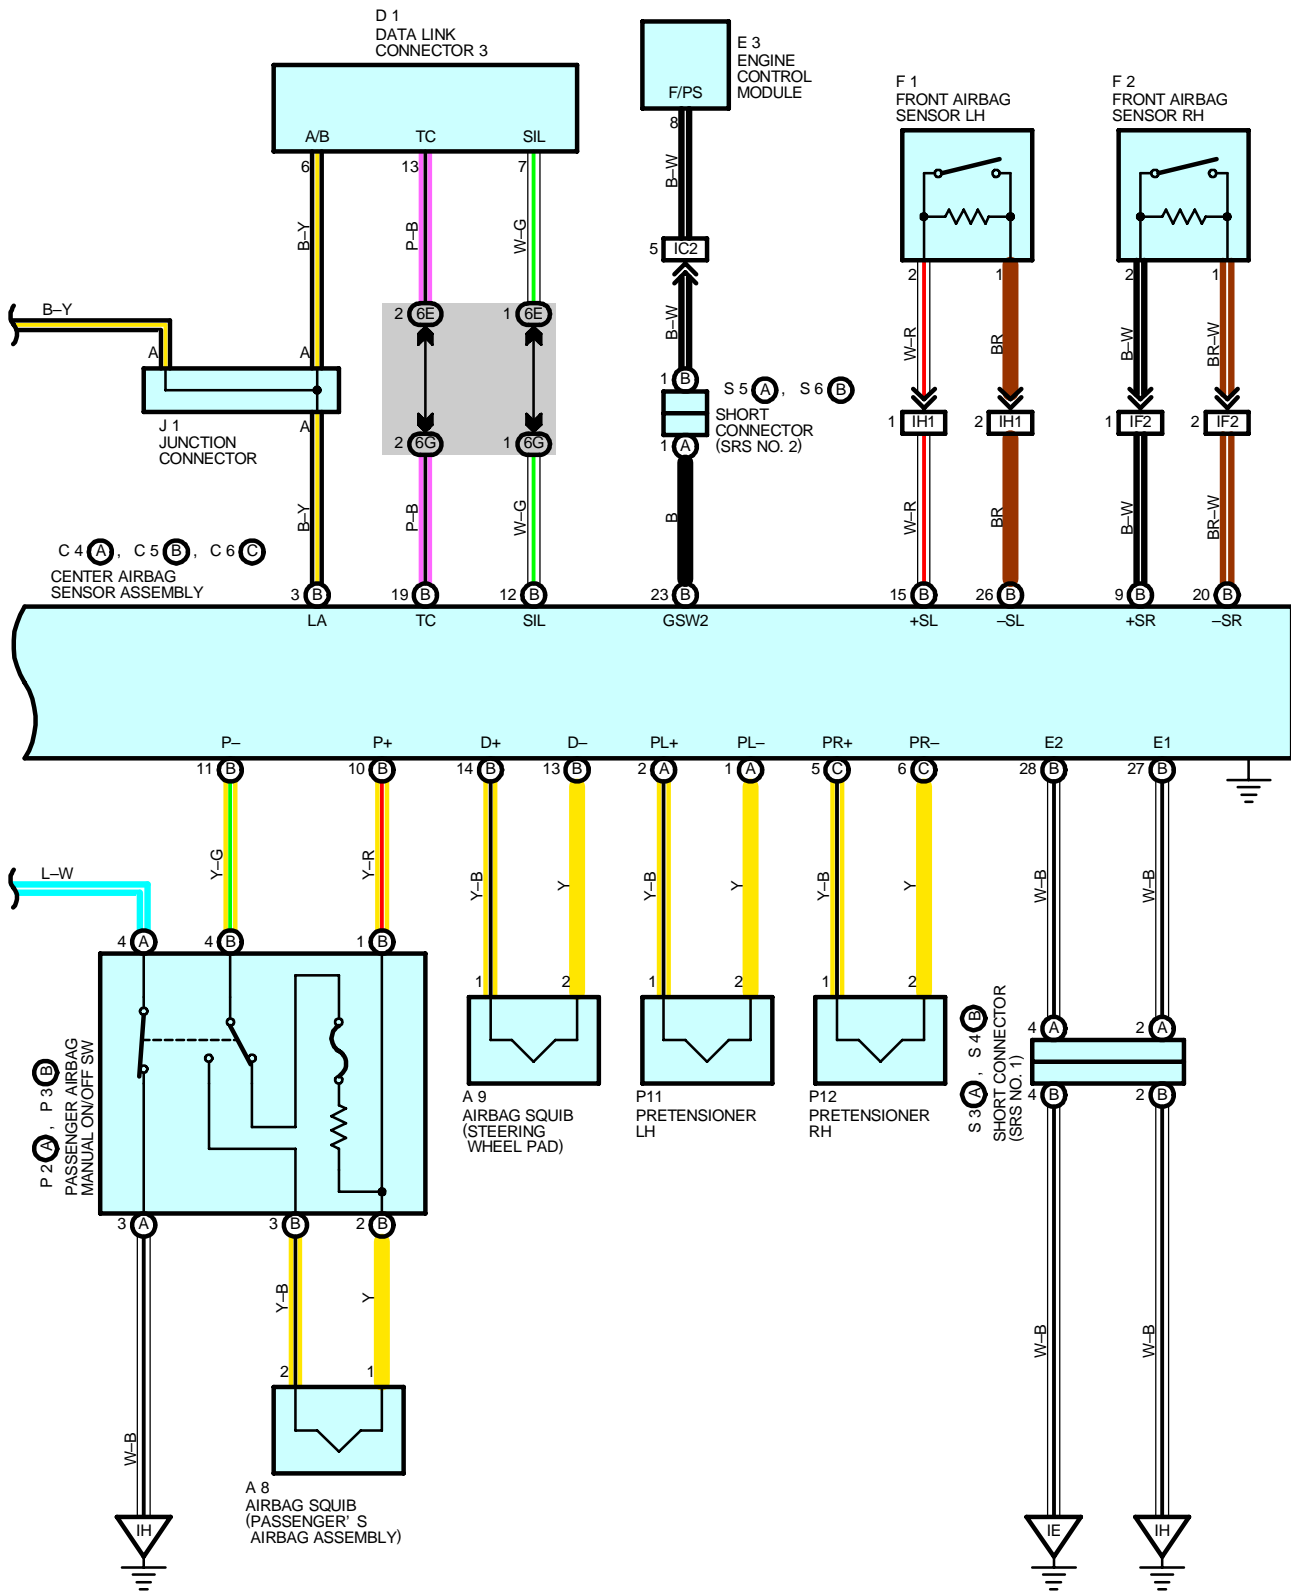 D 1
DATA LINK
CONNECTOR 3
A/B TC SIL
6 13 7
B–Y P–B W–G
E 3
ENGINE
CONTROL
MODULE
F/PS
8
B–W
5 IC2
B–W
1 B
S 5 A , S 6 B
SHORT
CONNECTOR
(SRS NO. 2)
1 A
B
F 1
FRONT AIRBAG
SENSOR LH
2 1
W–R BR
1 IH1 2 IH1
W–R BR
F 2
FRONT AIRBAG
SENSOR RH
2 1
B–W BR–W
1 IF2 2 IF2
B–W BR–W
B–Y
A A
A
J 1
JUNCTION
CONNECTOR
2 6E 1 6E
2 6G 1 6G
B–Y P–B W–G
C 4 A , C 5 B , C 6 C
CENTER AIRBAG
SENSOR ASSEMBLY
3 B 19 B 12 B 23 B 15 B 26 B 9 B 20 B
LA TC SIL GSW2 +SL –SL +SR –SR
P– P+ D+ D– PL+ PL– PR+ PR– E2 E1
11 B 10 B 14 B 13 B 2 A 1 A 5 C 6 C 28 B 27 B
Y–G Y–R Y–B Y Y–B Y Y–B Y W–B W–B
L–W
4 A 4 B 1 B
P 2 A , P 3 B
PASSENGER AIRBAG
MANUAL ON/OFF SW
3 A 3 B 2 B
1 2
A 9
AIRBAG SQUIB
(STEERING
WHEEL PAD)
1 2
P11
PRETENSIONER
LH
1 2
P12
PRETENSIONER
RH
S 3 A , S 4 B
SHORT CONNECTOR
(SRS NO. 1)
4 A 2 A
4 B 2 B
W–B Y–B Y W–B W–B
2 1
A 8
AIRBAG SQUIB
(PASSENGER' S
AIRBAG ASSEMBLY)
IH IE IH